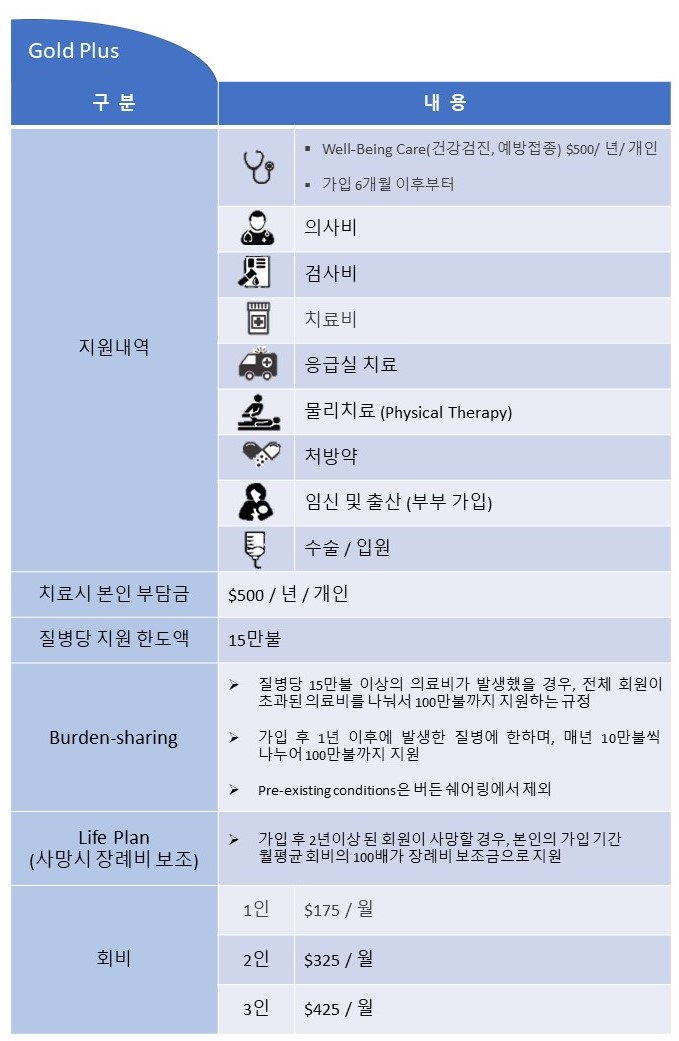 Gold Plus
구 분
내 용
지원내역
▪ Well-Being Care(건강검진, 예방접종) $500/ 년/ 개인
▪ 가입 6개월 이후부터
의사비
검사비
치료비
응급실 치료
물리치료 (Physical Therapy)
처방약
임신 및 출산 (부부 가입)
수술 / 입원
치료시 본인 부담금
$500 / 년 / 개인
질병당 지원 한도액
15만불
Burden-sharing
➢ 질병당 15만불 이상의 의료비가 발생했을 경우, 전체 회원이
초과된 의료비를 나눠서 100만불까지 지원하는 규정
➢ 가입 후 1년 이후에 발생한 질병에 한하며, 매년 10만불씩
나누어 100만불까지 지원
➢ Pre-existing conditions은 버든 쉐어링에서 제외
Life Plan
(사망시 장례비 보조)
➢ 가입 후 2년이상 된 회원이 사망할 경우, 본인의 가입 기간
월평균 회비의 100배가 장례비 보조금으로 지원
회비
1인
$175 / 월
2인
$325 / 월
3인
$425 / 월